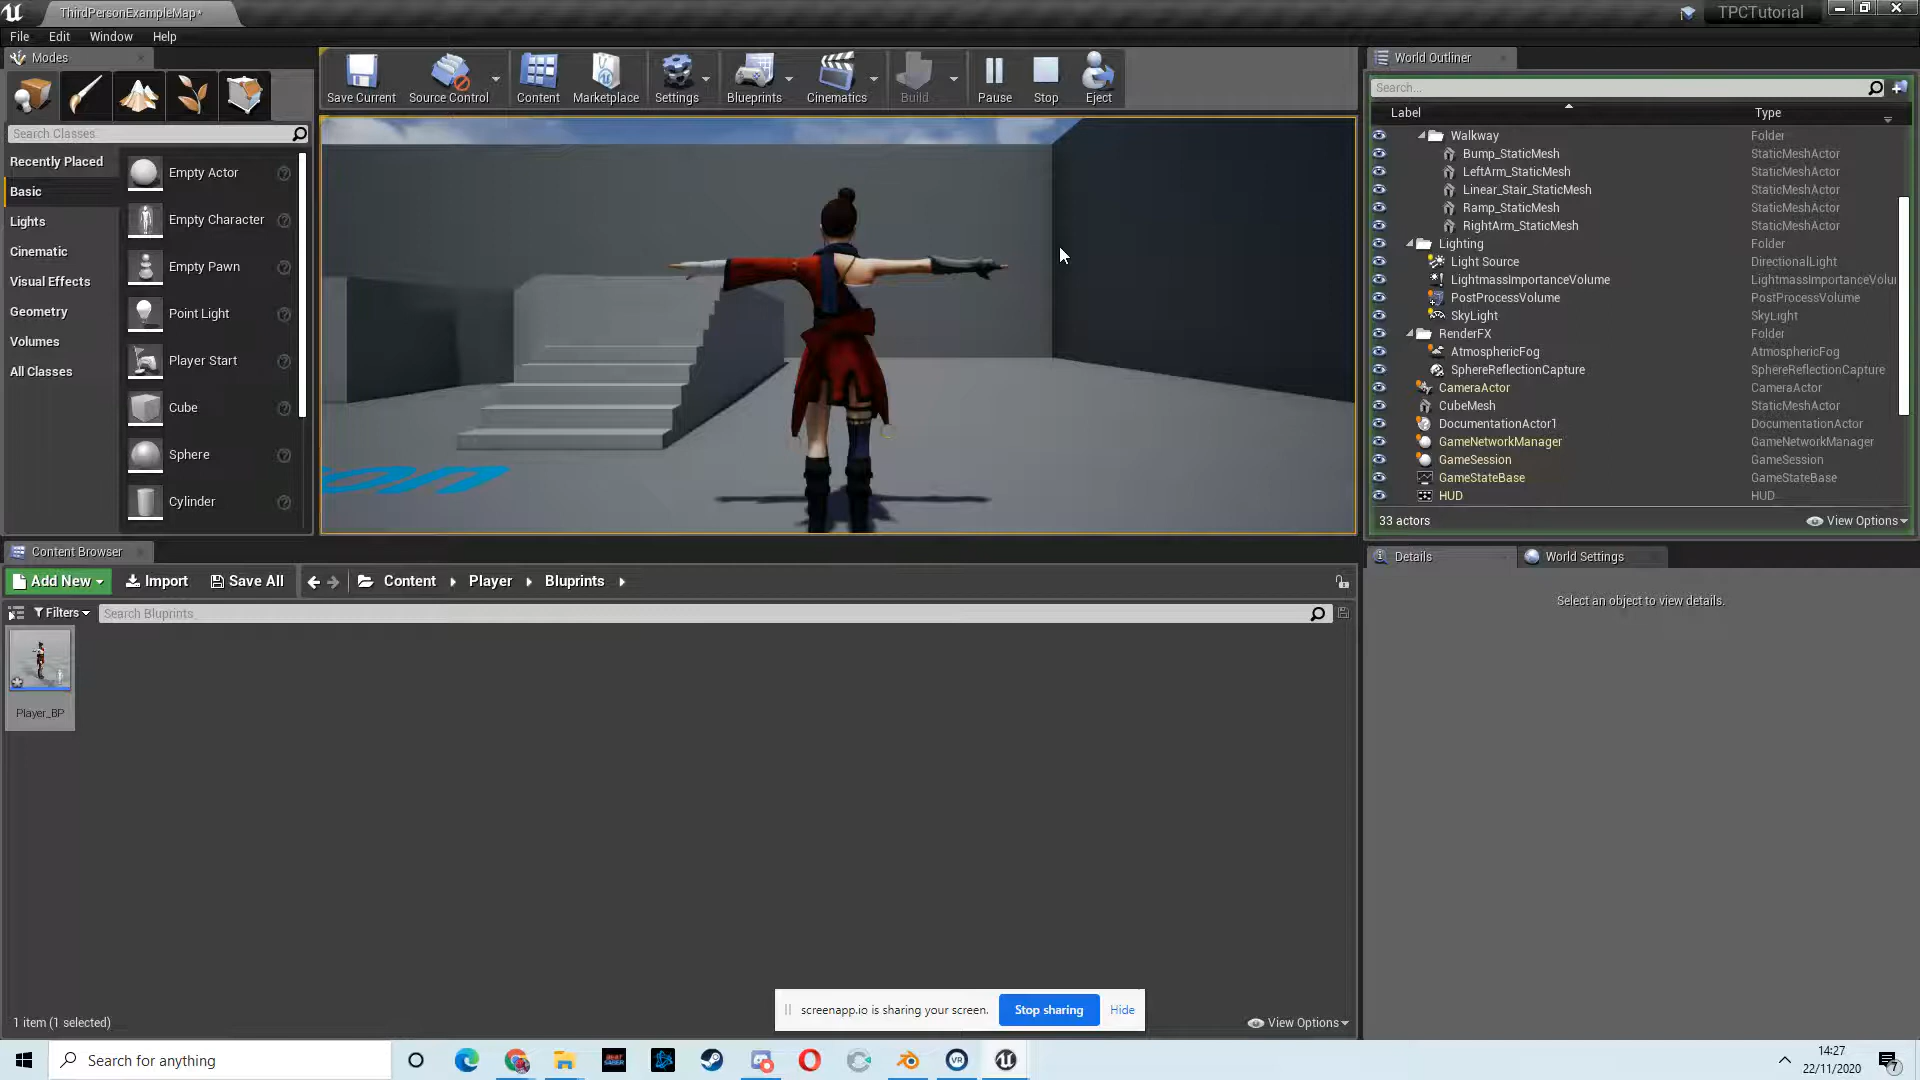 ThirdPersonExampleMap*
TPCTutorial
File Edit Window Help
Modes
Search Classes
Recently Placed
Basic
Lights
Cinematic
Visual Effects
Geometry
Volumes
All Classes
Empty Actor
Empty Character
Empty Pawn
Point Light
Player Start
Cube
Sphere
Cylinder
Save Current Source Control Content Marketplace Settings Blueprints Cinematics Build Pause Stop Eject
on
World Outliner
Search...
Label Type
Walkway Folder
Bump_StaticMesh StaticMeshActor
LeftArm_StaticMesh StaticMeshActor
Linear_Stair_StaticMesh StaticMeshActor
Ramp_StaticMesh StaticMeshActor
RightArm_StaticMesh StaticMeshActor
Lighting Folder
Light Source DirectionalLight
LightmassImportanceVolume LightmassImportanceVolu
PostProcessVolume PostProcessVolume
SkyLight SkyLight
RenderFX Folder
AtmosphericFog AtmosphericFog
SphereReflectionCapture SphereReflectionCapture
CameraActor CameraActor
CubeMesh StaticMeshActor
DocumentationActor1 DocumentationActor
GameNetworkManager GameNetworkManager
GameSession GameSession
GameStateBase GameStateBase
HUD HUD
33 actors View Options
Details World Settings
Select an object to view details.
Content Browser
Add New Import Save All Content Player Bluprints
Filters Search Bluprints
Player_BP
1 item (1 selected) View Options
screenapp.io is sharing your screen. Stop sharing Hide
Search for anything
BEAT SABER
VR
14:27
22/11/2020
7